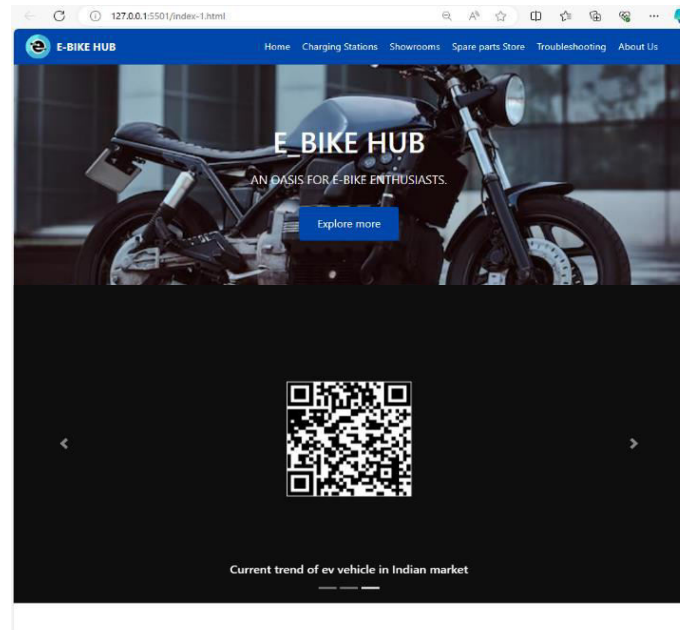 127.0.0.1:5501/index-1.html
E-BIKE HUB
Home Charging Stations Showrooms Spare parts Store Troubleshooting About Us
E_BIKE HUB
AN OASIS FOR E-BIKE ENTHUSIASTS.
Explore more
Current trend of ev vehicle in Indian market